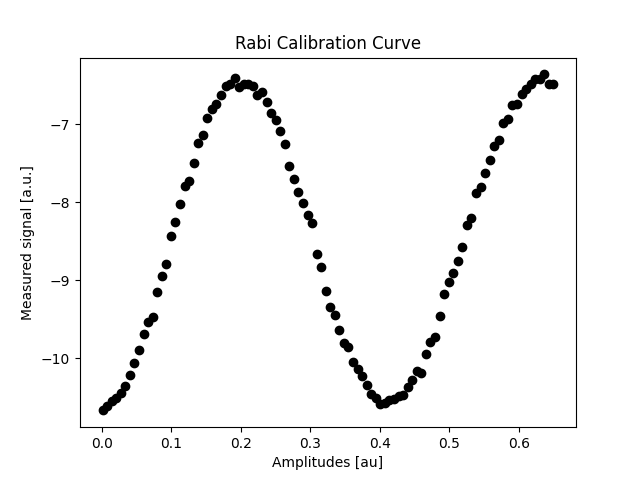 Rabi Calibration Curve
Measured signal [a.u.]
−7
−8
−9
−10
0.0 0.1 0.2 0.3 0.4 0.5 0.6
Amplitudes [au]